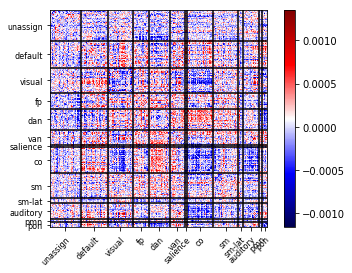 unassign
default
visual
fp
dan
van
salience
co
sm
sm-lat
auditory
pmn
pon
unassign
default
visual
fp
dan
van
salience
co
sm
sm-lat
auditory
0.0010
0.0005
0.0000
−0.0005
−0.0010